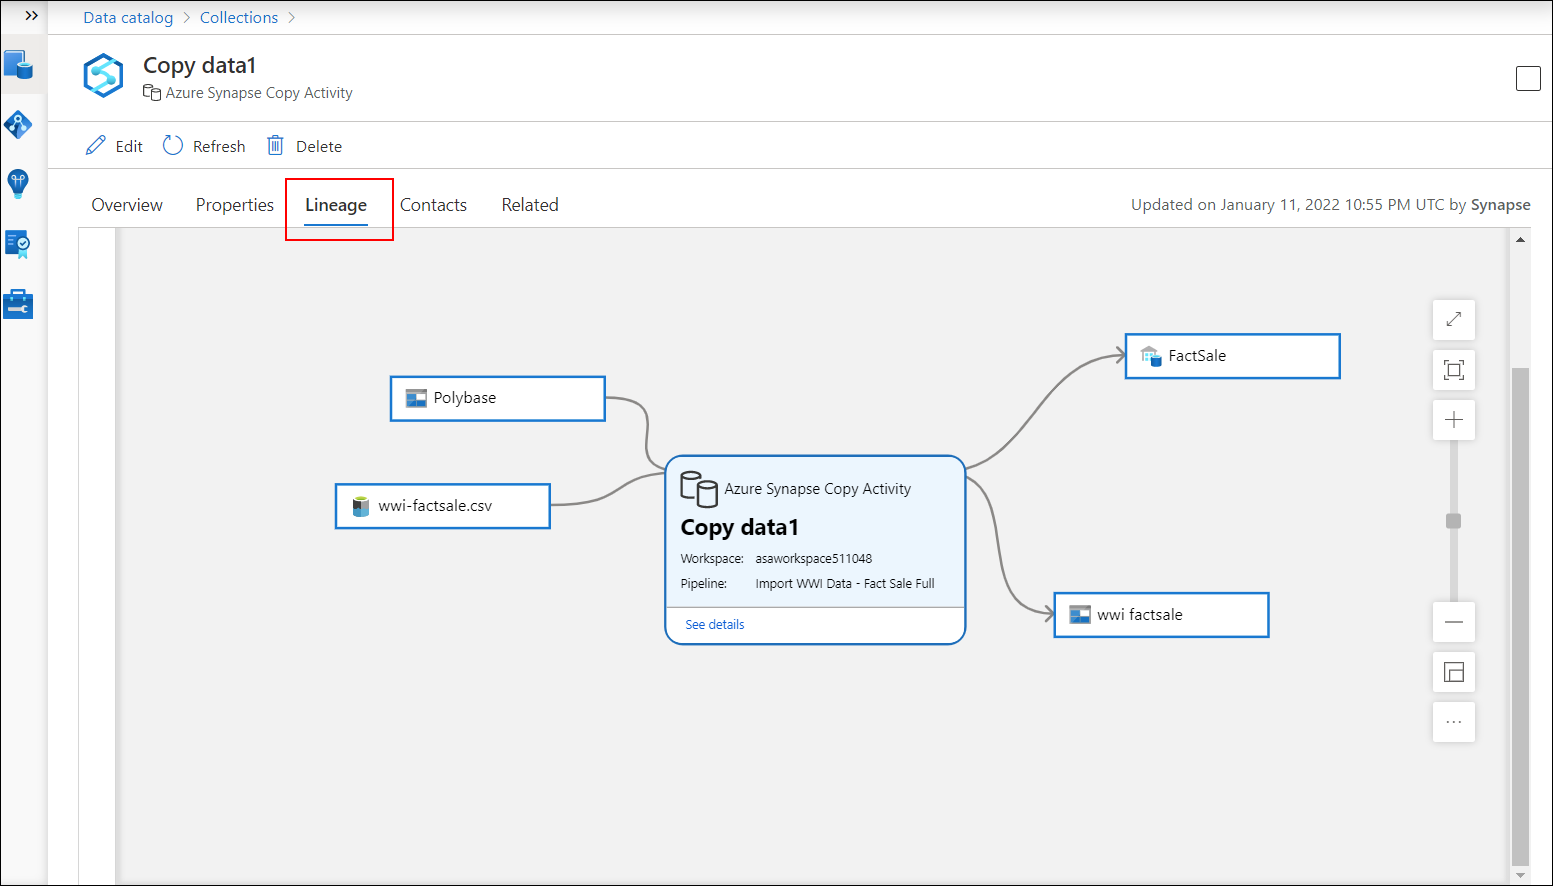 Data catalog > Collections >
Copy data1
Azure Synapse Copy Activity
Edit Refresh Delete
Overview Properties Lineage Contacts Related
Updated on January 11, 2022 10:55 PM UTC by Synapse
FactSale
Polybase
wwi-factsale.csv
Azure Synapse Copy Activity
Copy data1
Workspace: asaworkspace511048
Pipeline: Import WWI Data - Fact Sale Full
See details
wwi factsale